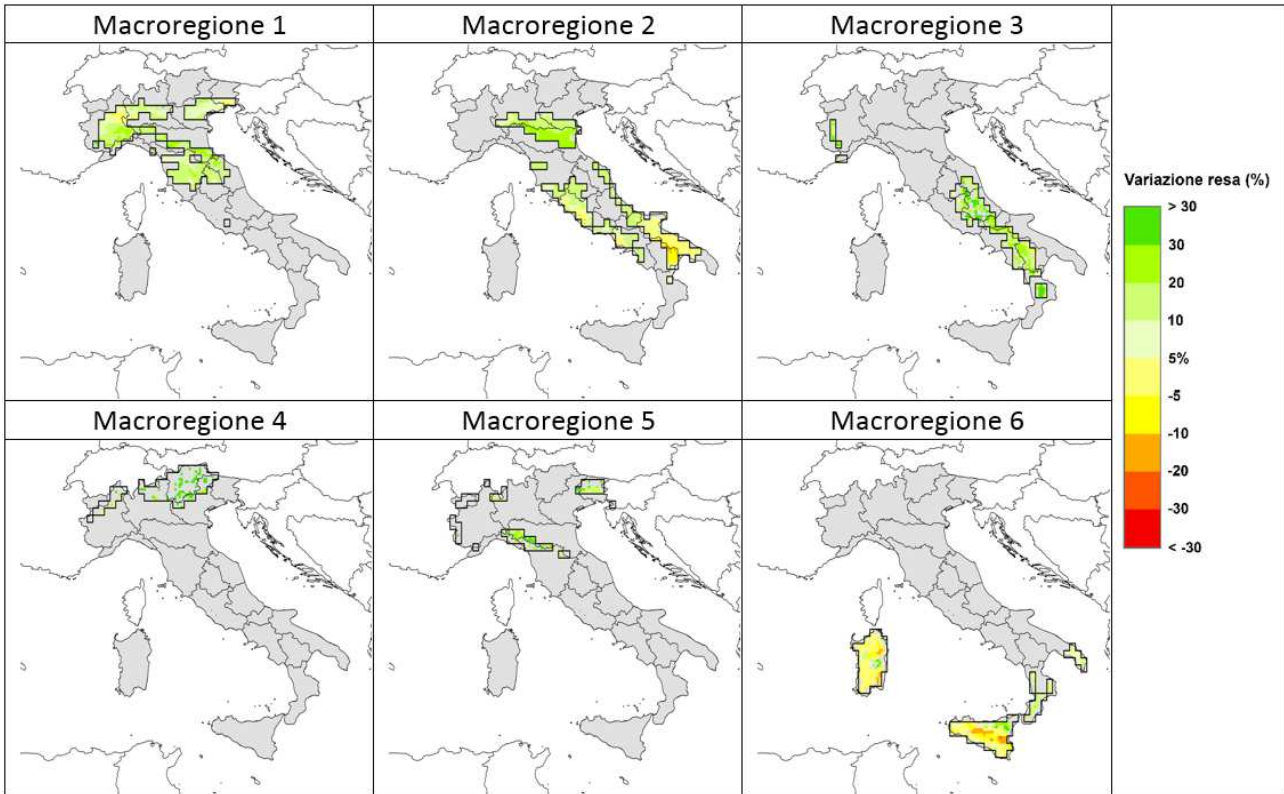 Macroregione 1
Macroregione 2
Macroregione 3
Variazione resa (%)
> 30
30
20
10
5%
-5
-10
-20
-30
< -30
Macroregione 4
Macroregione 5
Macroregione 6